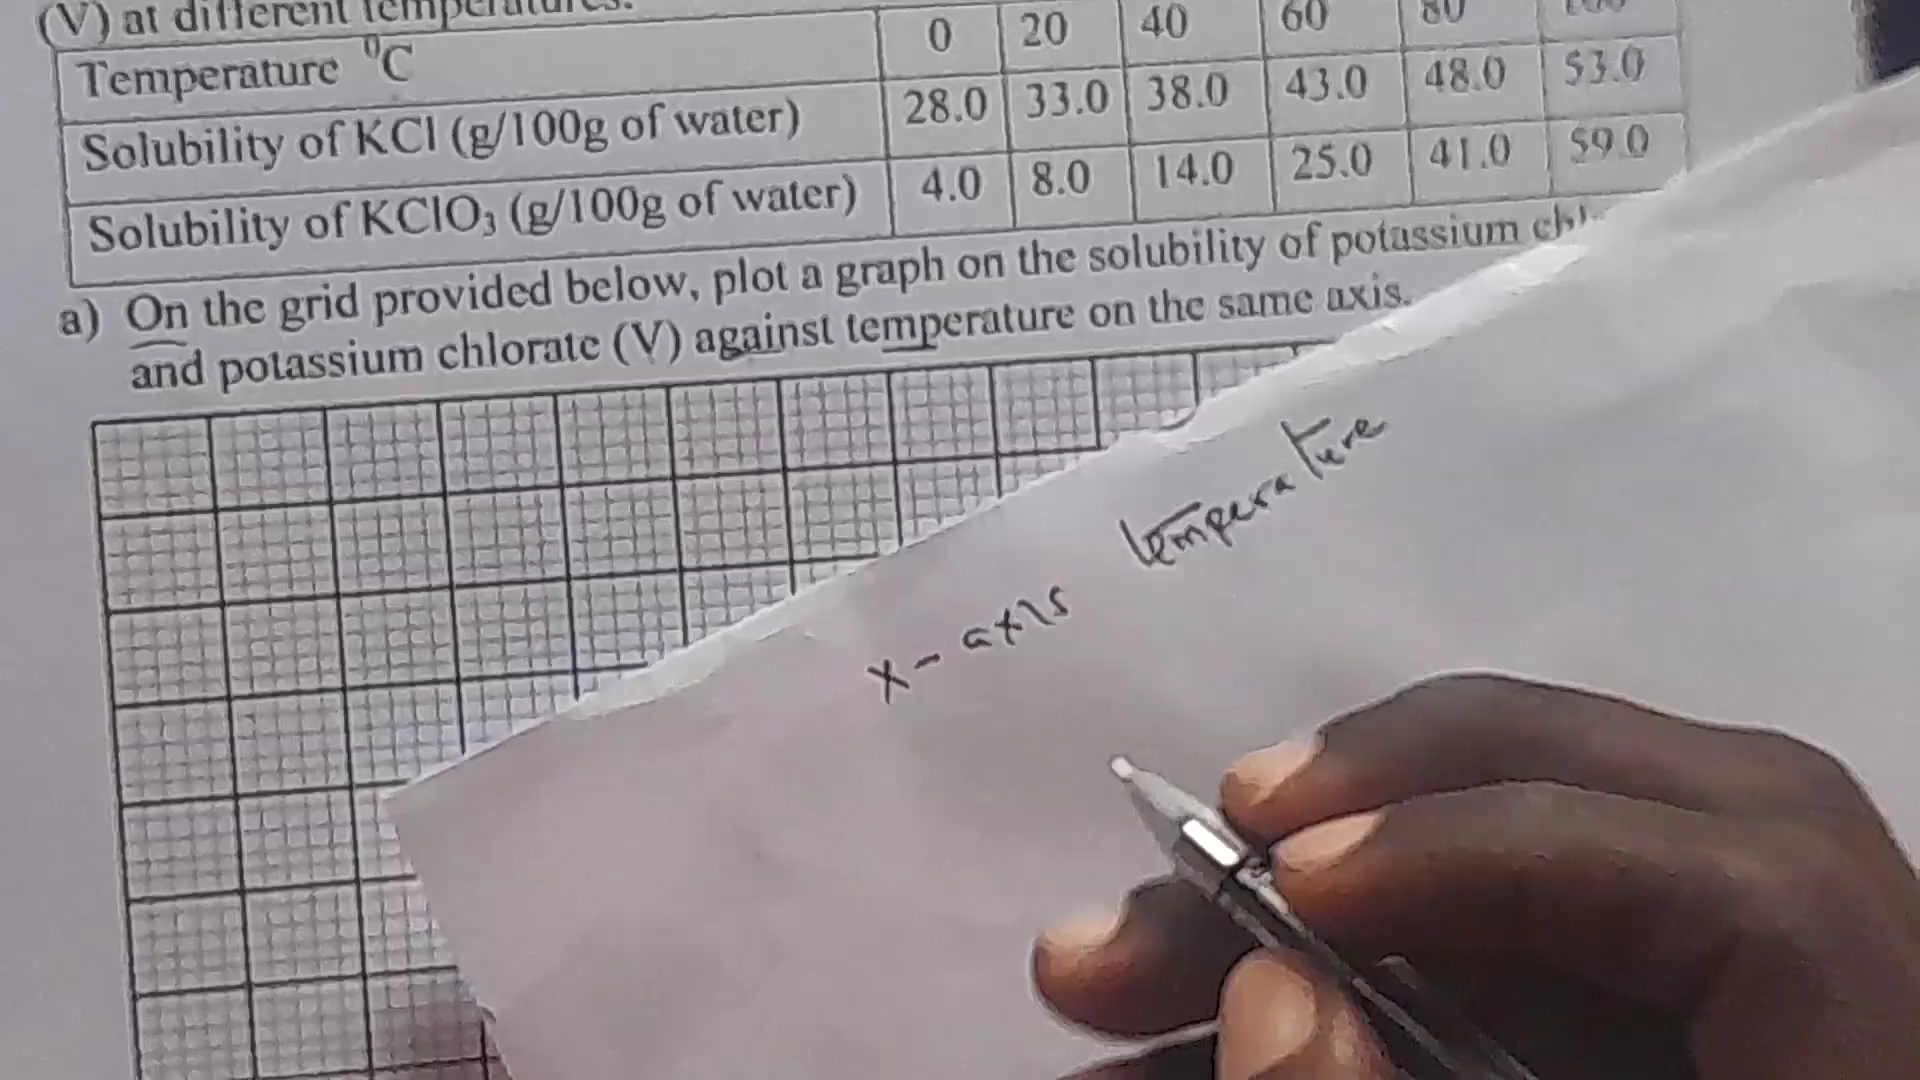 (V) at different temperatures.
Temperature ⁰C 0 20 40 60 80 100
Solubility of KCl (g/100g of water) 28.0 33.0 38.0 43.0 48.0 53.0
Solubility of KClO₃ (g/100g of water) 4.0 8.0 14.0 25.0 41.0 59.0
a) On the grid provided below, plot a graph on the solubility of potassium
and potassium chlorate (V) against temperature on the same axis.
x - axis temperature